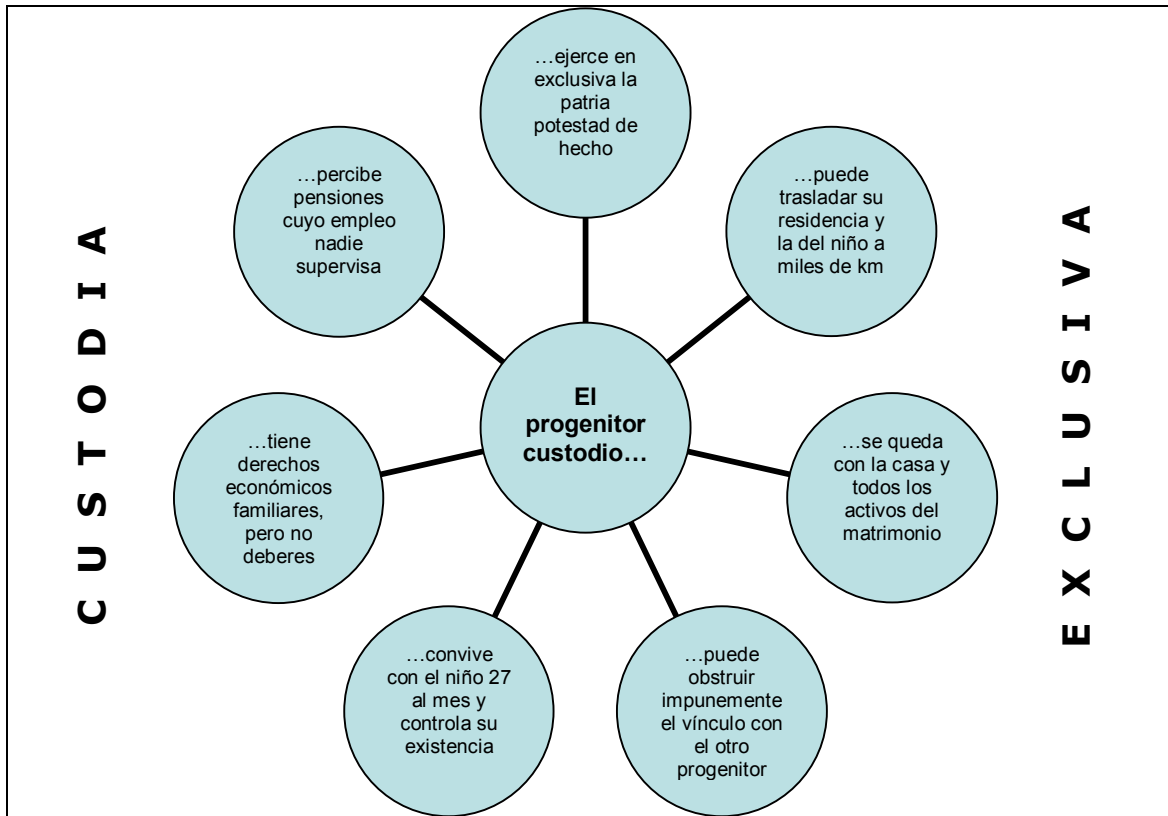 …ejerce en
exclusiva la
patria
potestad de
hecho
…puede
trasladar su
residencia y
la del niño a
miles de km
…se queda
con la casa y
todos los
activos del
matrimonio
…puede
obstruir
impunemente
el vínculo con
el otro
progenitor
…convive
con el niño 27
al mes y
controla su
existencia
…tiene
derechos
económicos
familiares,
pero no
deberes
…percibe
pensiones
cuyo empleo
nadie
supervisa
El
progenitor
custodio…
CUSTODIA
EXCLUSIVA